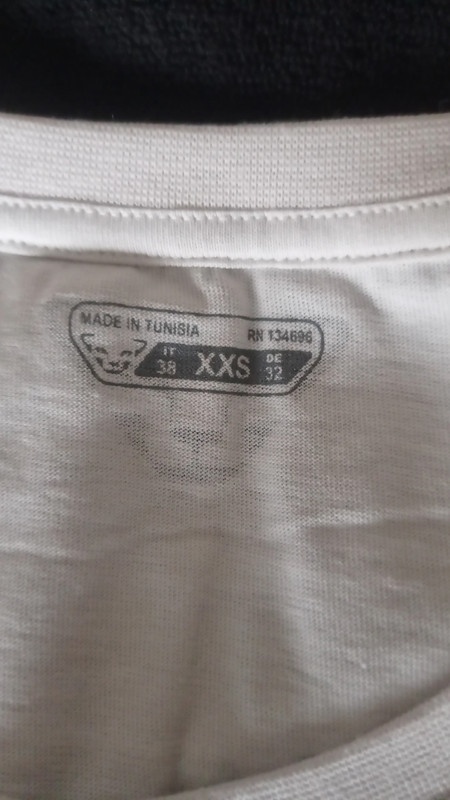 MADE IN TUNISIA RN 134696
IT XXS DE
38 32